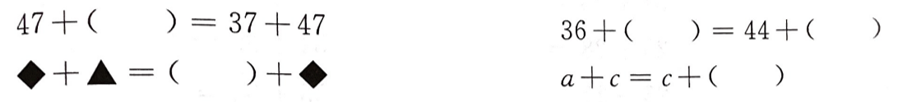 47＋(　　)＝37＋47
36＋(　　)＝44＋(　　)
◆＋▲＝(　　)＋◆
a＋c＝c＋(　　)